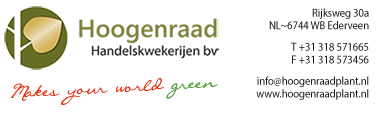 Hoogenraad
Handelskwekerijen bv
Makes your world green
Rijksweg 30a
NL~6744 WB Ederveen
T +31 318 571665
F +31 318 573456
info@hoogenraadplant.nl
www.hoogenraadplant.nl